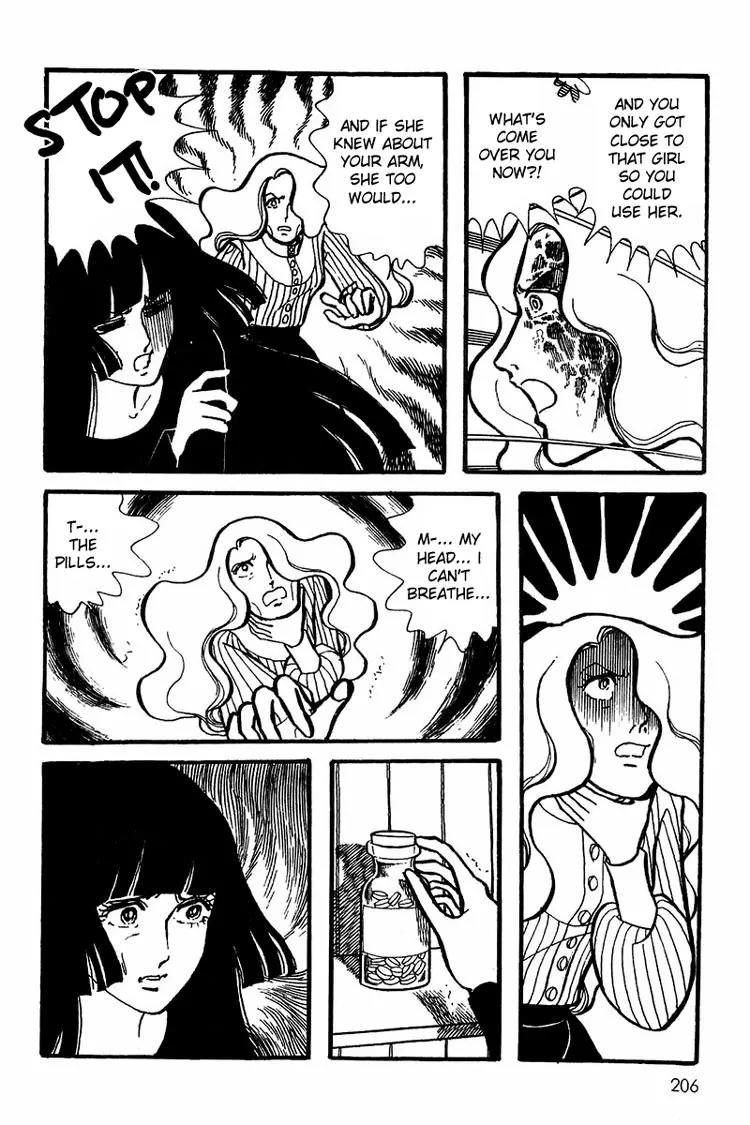 AND YOU
ONLY GOT
CLOSE TO
THAT GIRL
SO YOU
COULD
USE HER.
WHAT'S
COME
OVER YOU
NOW?!
AND IF SHE
KNEW ABOUT
YOUR ARM,
SHE TOO
WOULD...
STOP
IT!
M-... MY
HEAD... I
CAN'T
BREATHE...
T-...
THE
PILLS...
206